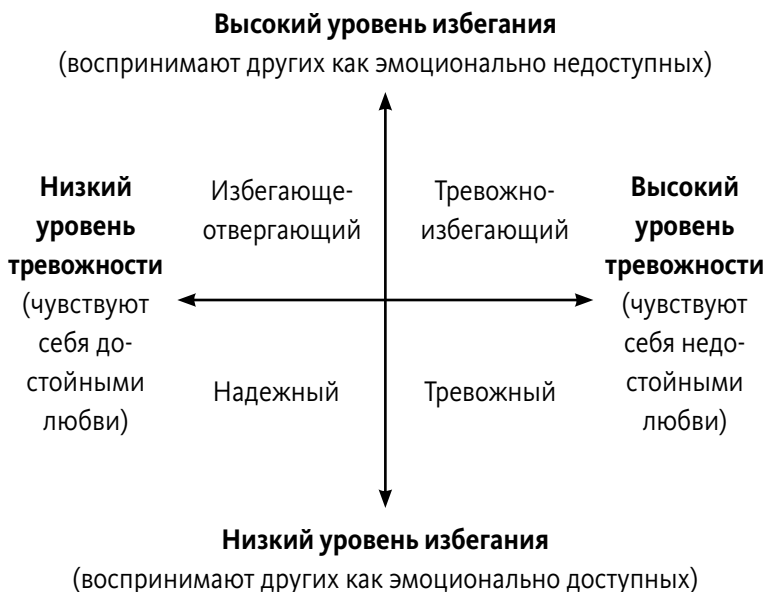 Высокий уровень избегания
(воспринимают других как эмоционально недоступных)
Низкий
уровень
тревожности
(чувствуют
себя до-
стойными
любви)
Избегающе-
отвергающий
Тревожно-
избегающий
Высокий
уровень
тревожности
(чувствуют
себя недо-
стойными
любви)
Надежный
Тревожный
Низкий уровень избегания
(воспринимают других как эмоционально доступных)